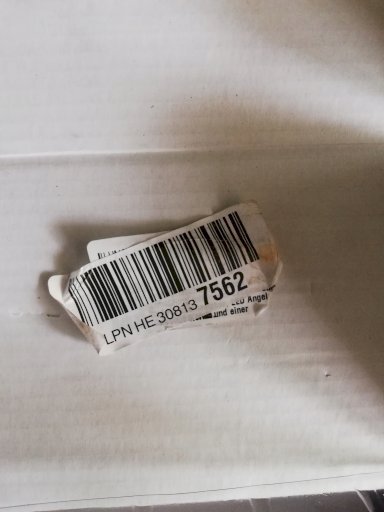 LPN HE 30813 7562
LED Angel
und einer